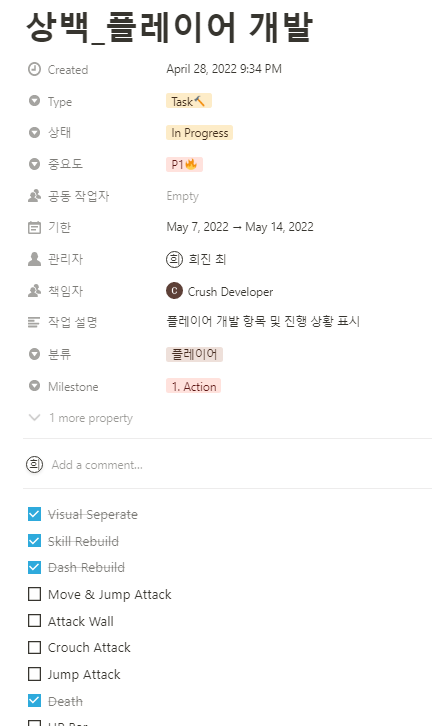 상백_플레이어 개발
Created April 28, 2022 9:34 PM
Type Task🔨
상태 In Progress
중요도 P1🔥
공동 작업자 Empty
기한 May 7, 2022 → May 14, 2022
관리자 희 희진 최
책임자 C Crush Developer
작업 설명 플레이어 개발 항목 및 진행 상황 표시
분류 플레이어
Milestone 1. Action
1 more property
희 Add a comment...
Visual Seperate
Skill Rebuild
Dash Rebuild
Move & Jump Attack
Attack Wall
Crouch Attack
Jump Attack
Death